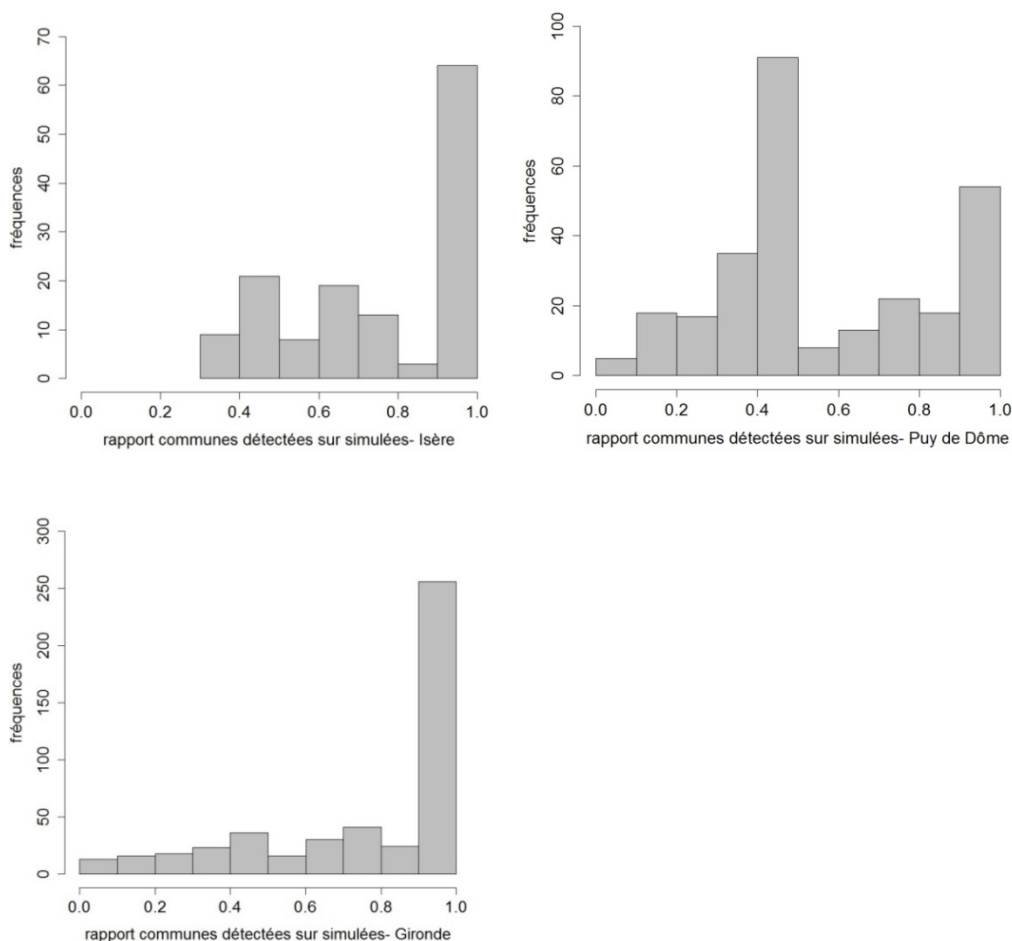 70
60
50
40
30
20
10
0
fréquences
0.0 0.2 0.4 0.6 0.8 1.0
rapport communes détectées sur simulées- Isère
100
80
60
40
20
0
fréquences
0.0 0.2 0.4 0.6 0.8 1.0
rapport communes détectées sur simulées- Puy de Dôme
300
250
200
150
100
50
0
fréquences
0.0 0.2 0.4 0.6 0.8 1.0
rapport communes détectées sur simulées- Gironde